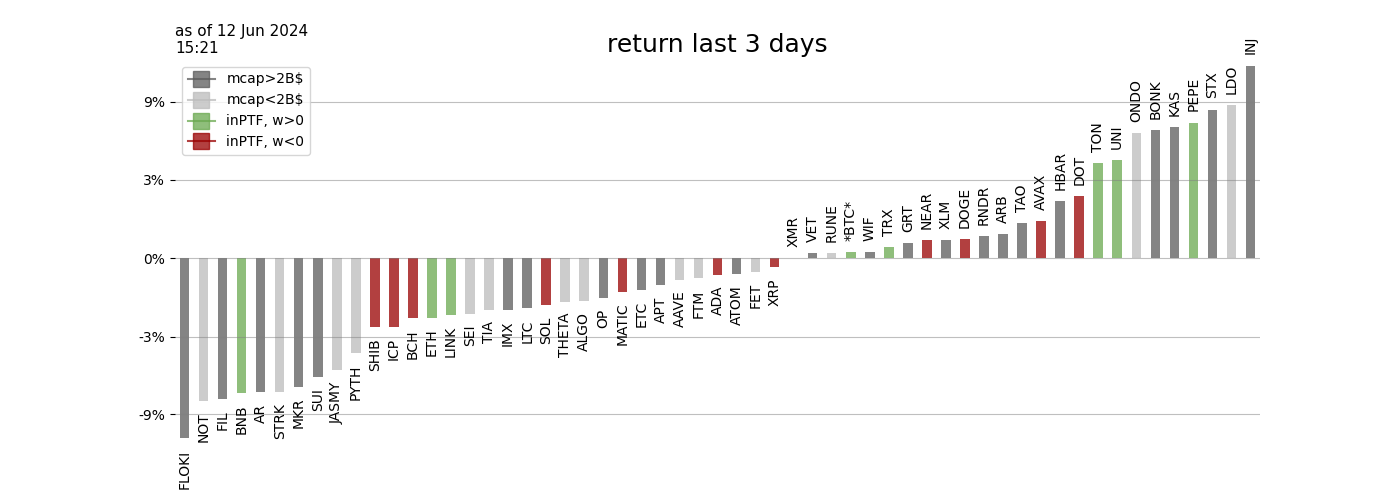 as of 12 Jun 2024
15:21
return last 3 days
mcap>2B$
mcap<2B$
inPTF, w>0
inPTF, w<0
9%
3%
0%
-3%
-9%
FLOKI
NOT
FIL
BNB
AR
STRK
MKR
SUI
JASMY
PYTH
SHIB
ICP
BCH
ETH
LINK
SEI
TIA
IMX
LTC
SOL
THETA
ALGO
OP
MATIC
ETC
APT
AAVE
FTM
ADA
ATOM
FET
XRP
XMR
VET
RUNE
*BTC*
WIF
TRX
GRT
NEAR
XLM
DOGE
RNDR
ARB
TAO
AVAX
HBAR
DOT
TON
UNI
ONDO
BONK
KAS
PEPE
STX
LDO
INJ